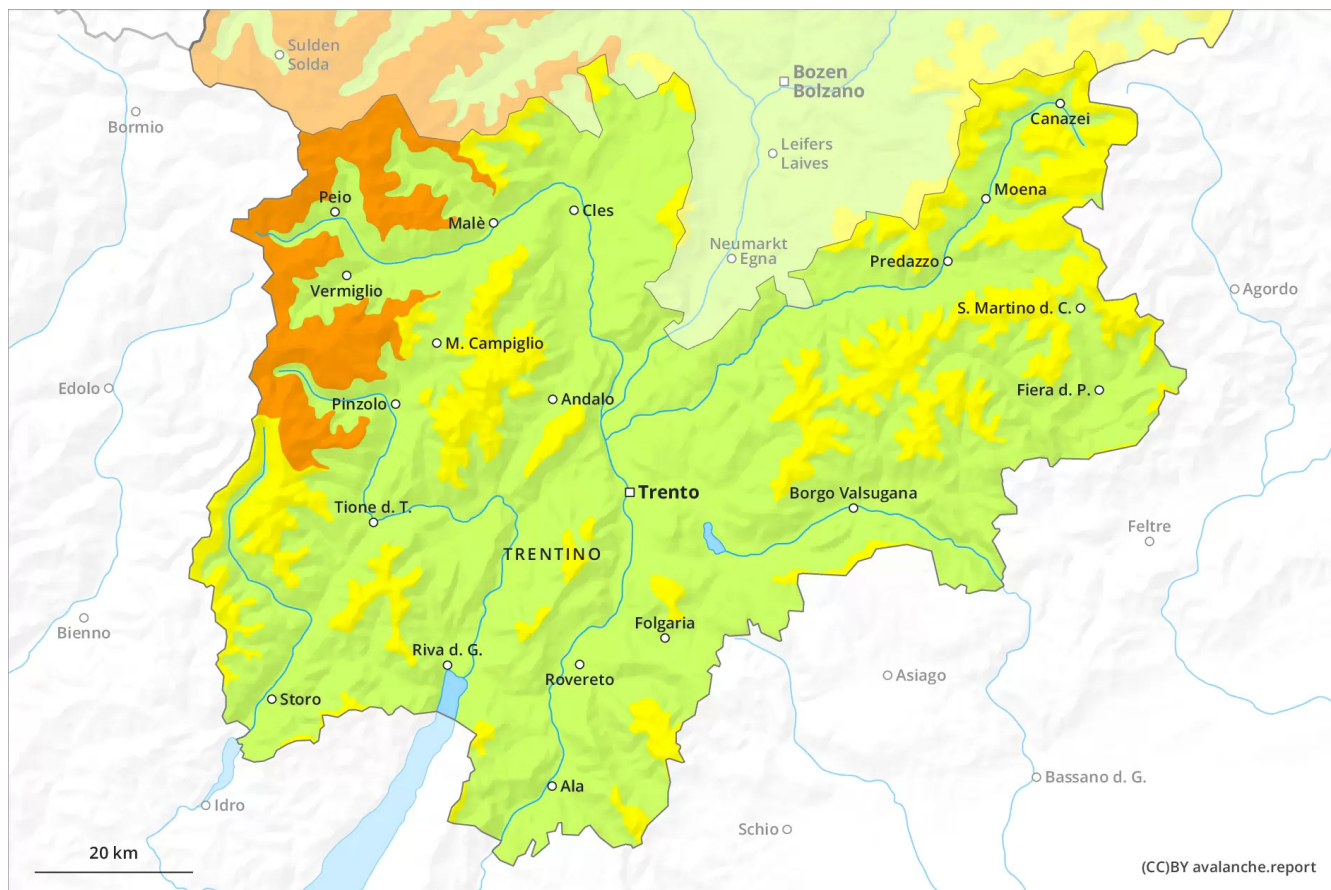 Sulden
Solda
Bozen
Bolzano
Bormio
Canazei
Leifers
Laives
Peio
Malè
Cles
Moena
Neumarkt
Egna
Predazzo
Vermiglio
Agordo
S. Martino d. C.
M. Campiglio
Edolo
Pinzolo
Andalo
Fiera d. P.
Trento
Borgo Valsugana
Tione d. T.
Feltre
TRENTINO
Bienno
Folgaria
Riva d. G.
Rovereto
Asiago
Storo
Ala
Bassano d. G.
Idro
Schio
20 km
(CC)BY avalanche.report